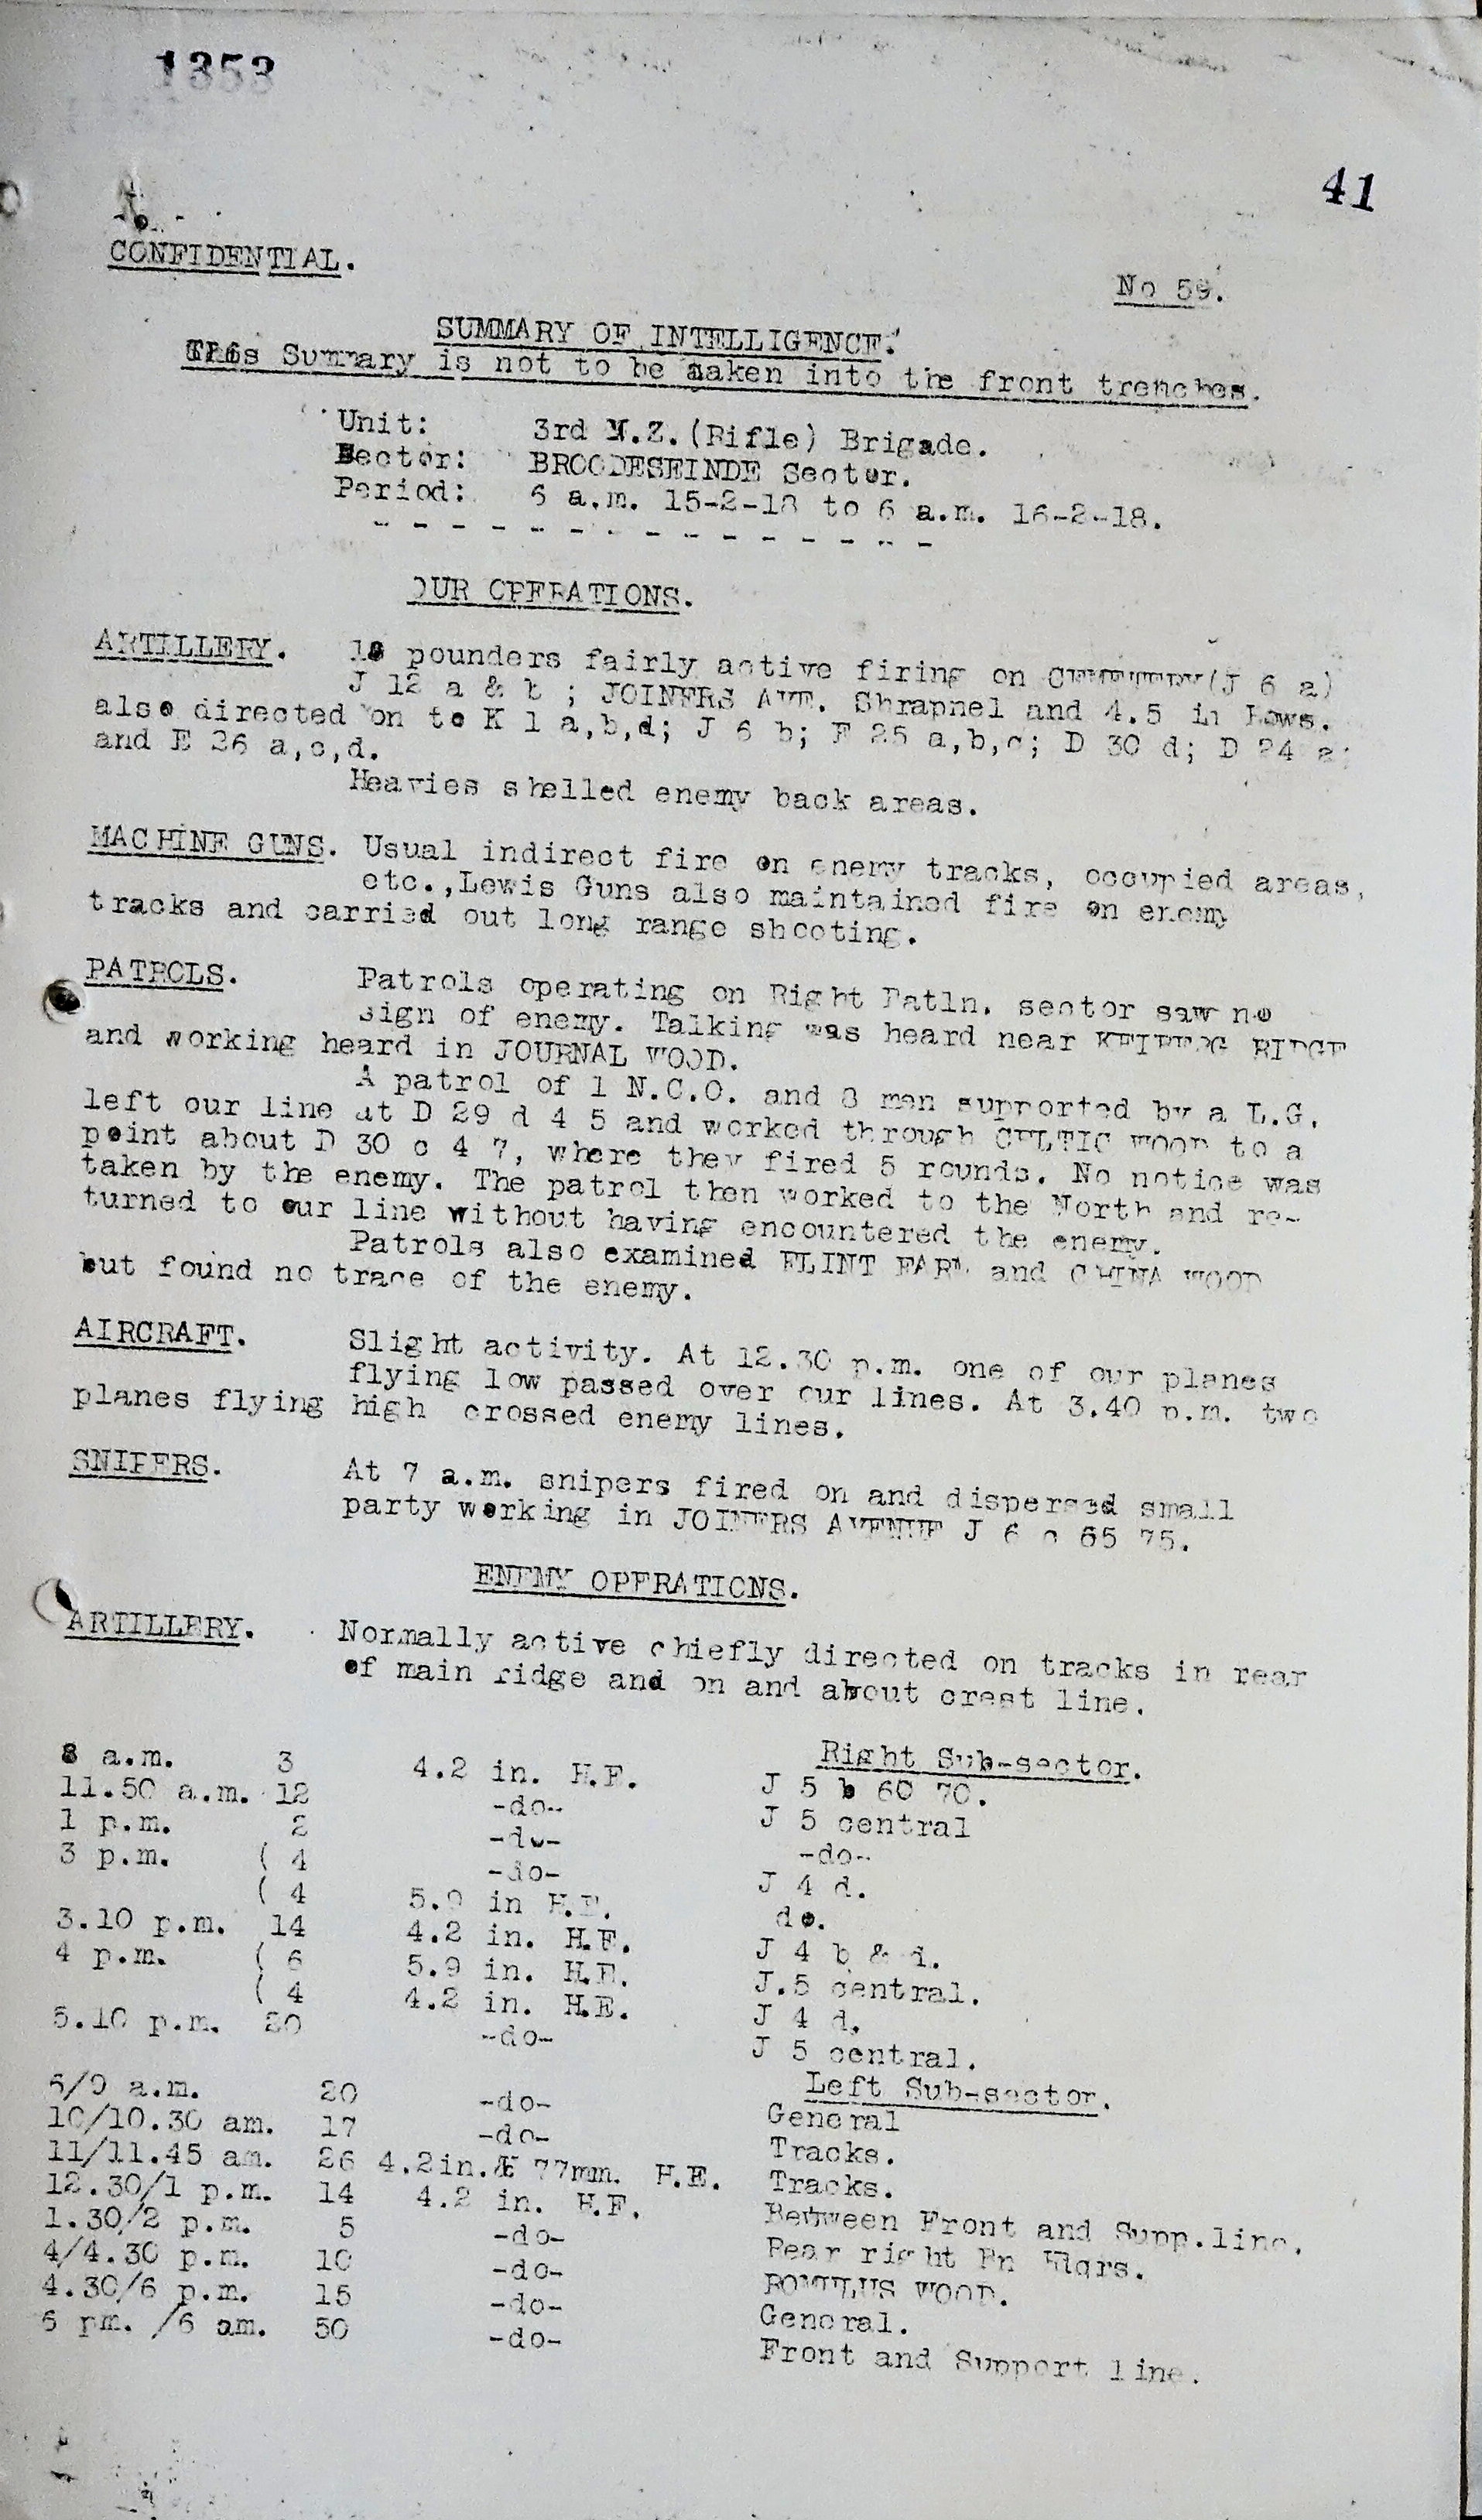 1353
41
CONFIDENTIAL.
No 59.
SUMMARY OF INTELLIGENCE.
This Summary is not to be taken into the front trenches.
Unit: 3rd N.Z.(Rifle) Brigade.
Sector: BROODESEINDE Sector.
Period: 6 a.m. 15-2-18 to 6 a.m. 16-2-18.
- - - - - - - - - - - - - - -
OUR OPERATIONS.
ARTILLERY. 18 pounders fairly active firing on CEMETERY(J 6 a)
J 12 a & b ; JOINERS AVE. Shrapnel and 4.5 in Hows.
also directed on to K 1 a,b,d; J 6 b; E 25 a,b,c; D 30 d; D 24 a;
and E 26 a,c,d.
Heavies shelled enemy back areas.
MACHINE GUNS. Usual indirect fire on enemy tracks, occupied areas,
etc.,Lewis Guns also maintained fire on enemy
tracks and carried out long range shooting.
PATROLS. Patrols operating on Right Batln. sector saw no
sign of enemy. Talking was heard near KEIBERG RIDGE
and working heard in JOURNAL WOOD.
A patrol of 1 N.C.O. and 8 men supported by a L.G.
left our line at D 29 d 4 5 and worked through CELTIC WOOD to a
point about D 30 c 4 7, where they fired 5 rounds. No notice was
taken by the enemy. The patrol then worked to the North and re-
turned to our line without having encountered the enemy.
Patrols also examined FLINT FARM and CHINA WOOD
but found no trace of the enemy.
AIRCRAFT. Slight activity. At 12.30 p.m. one of our planes
flying low passed over our lines. At 3.40 p.m. two
planes flying high crossed enemy lines.
SNIPERS. At 7 a.m. snipers fired on and dispersed small
party working in JOINERS AVENUE J 6 c 65 75.
ENEMY OPERATIONS.
ARTILLERY. Normally active chiefly directed on tracks in rear
of main ridge and on and about crest line.
Right Sub-sector.
8 a.m. 3 4.2 in. H.E. J 5 b 60 70.
11.50 a.m. 12 -do- J 5 central
1 p.m. 2 -do- -do-
3 p.m. ( 4 -do- J 4 d.
( 4 5.9 in H.E. do.
3.10 p.m. 14 4.2 in. H.E. J 4 b & d.
4 p.m. ( 6 5.9 in. H.E. J.5 central.
( 4 4.2 in. H.E. J 4 d.
5.10 p.m. 20 -do- J 5 central.
Left Sub-sector.
6/9 a.m. 20 -do- General
10/10.30 am. 17 -do- Tracks.
11/11.45 am. 26 4.2in.& 77mm. H.E. Tracks.
12.30/1 p.m. 14 4.2 in. H.E. Between Front and Supp.line.
1.30/2 p.m. 5 -do- Rear right Bn Hdqrs.
4/4.30 p.m. 10 -do- ROMULUS WOOD.
4.30/6 p.m. 15 -do- General.
6 pm. /6 am. 50 -do- Front and Support line.